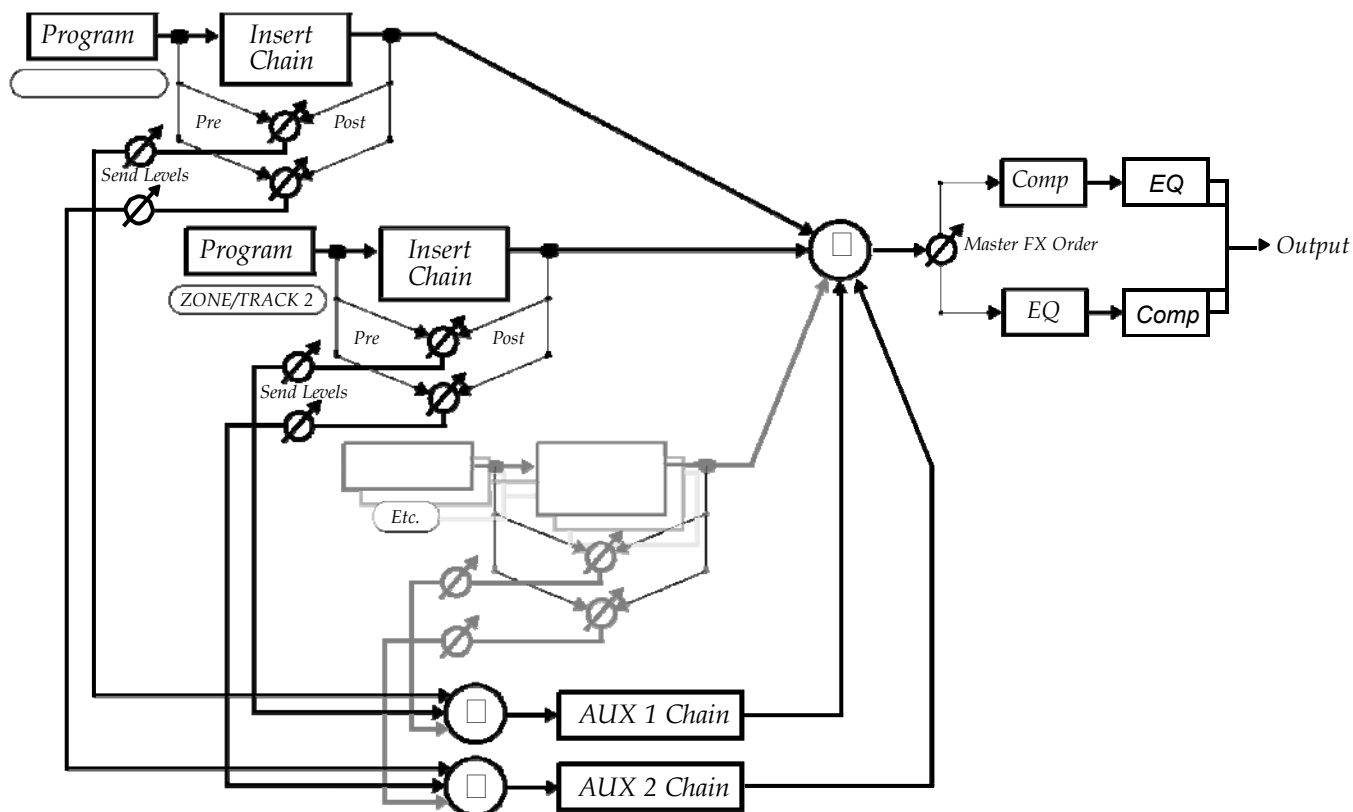 Program
Insert
Chain
Pre
Post
Send Levels
Program
Insert
Chain
ZONE/TRACK 2
Pre
Post
Send Levels
Etc.
AUX 1 Chain
AUX 2 Chain
Comp
EQ
Master FX Order
Output
EQ
Comp